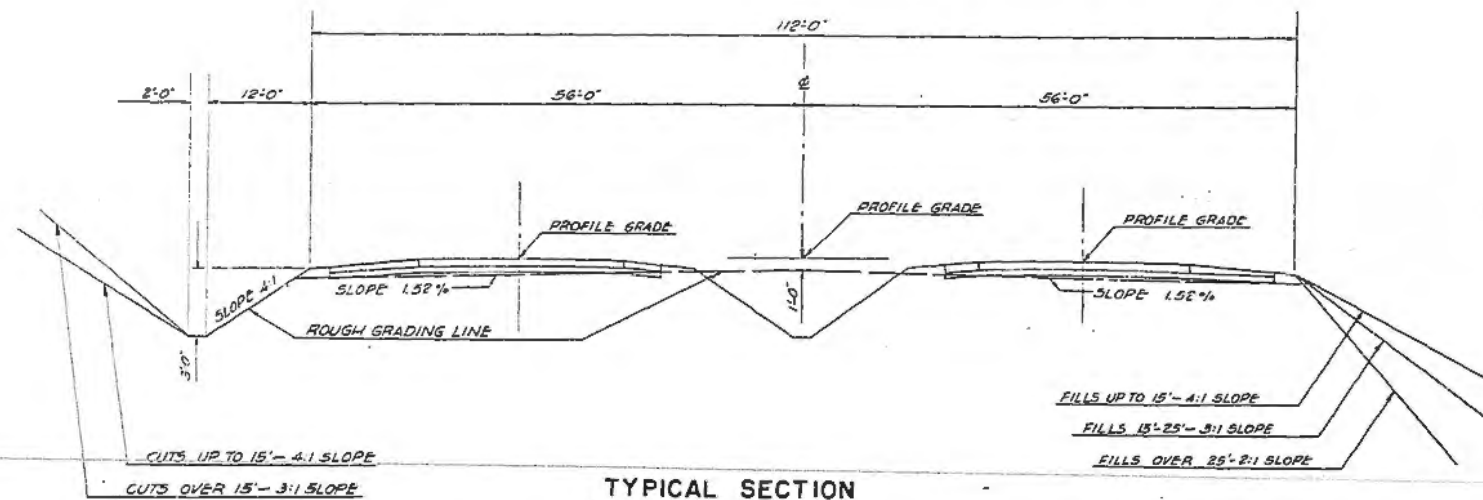 112'-0"
2'-0"
12'-0"
56'-0"
℄
56'-0"
PROFILE GRADE
PROFILE GRADE
PROFILE GRADE
SLOPE 4:1
SLOPE 1.52%
1'-0"
SLOPE 1.52%
ROUGH GRADING LINE
3'-0"
FILLS UP TO 15'- 4:1 SLOPE
FILLS 15'-25'- 3:1 SLOPE
FILLS OVER 25'-2:1 SLOPE
CUTS UP TO 15'- 4:1 SLOPE
CUTS OVER 15'- 3:1 SLOPE
TYPICAL SECTION